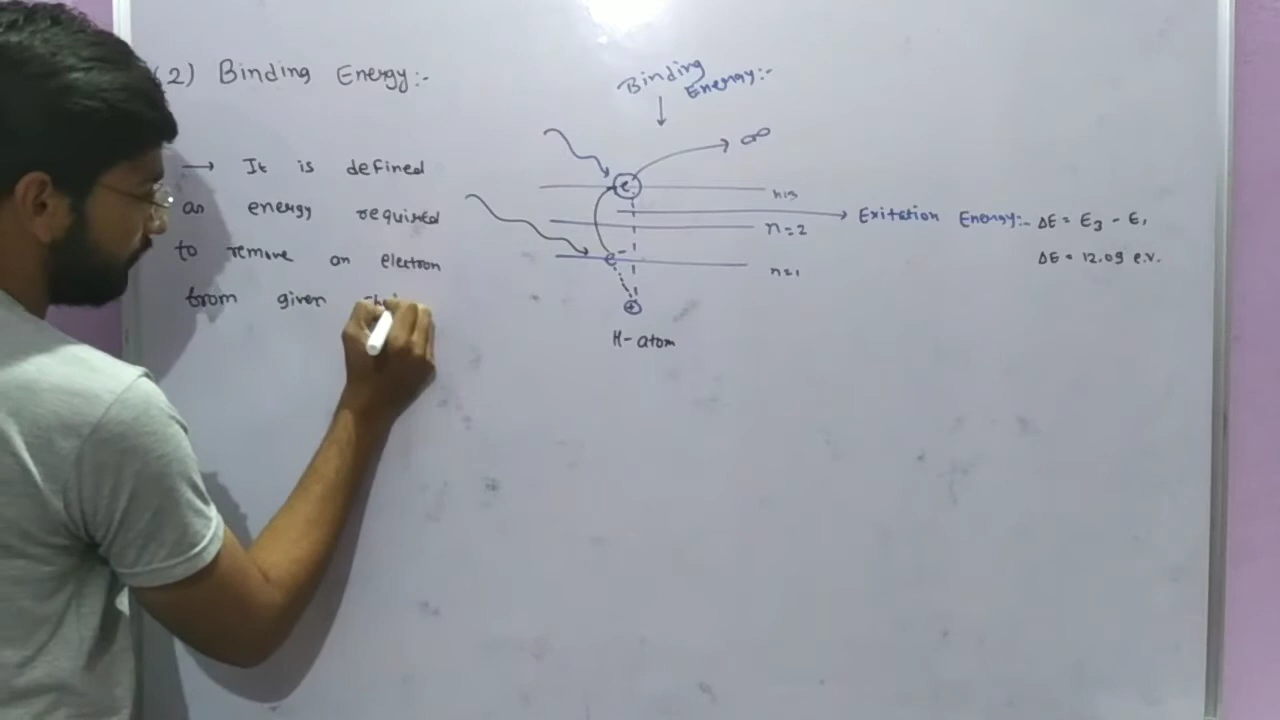 (2) Binding Energy:-
→ It is defined
an energy required
to remove an electron
from given
Binding
Energy:-
∞
e-
n=3
n=2
e-
n=1
+
H-atom
Exitation Energy:- ΔE = E3 - E1
ΔE = 12.09 e.v.